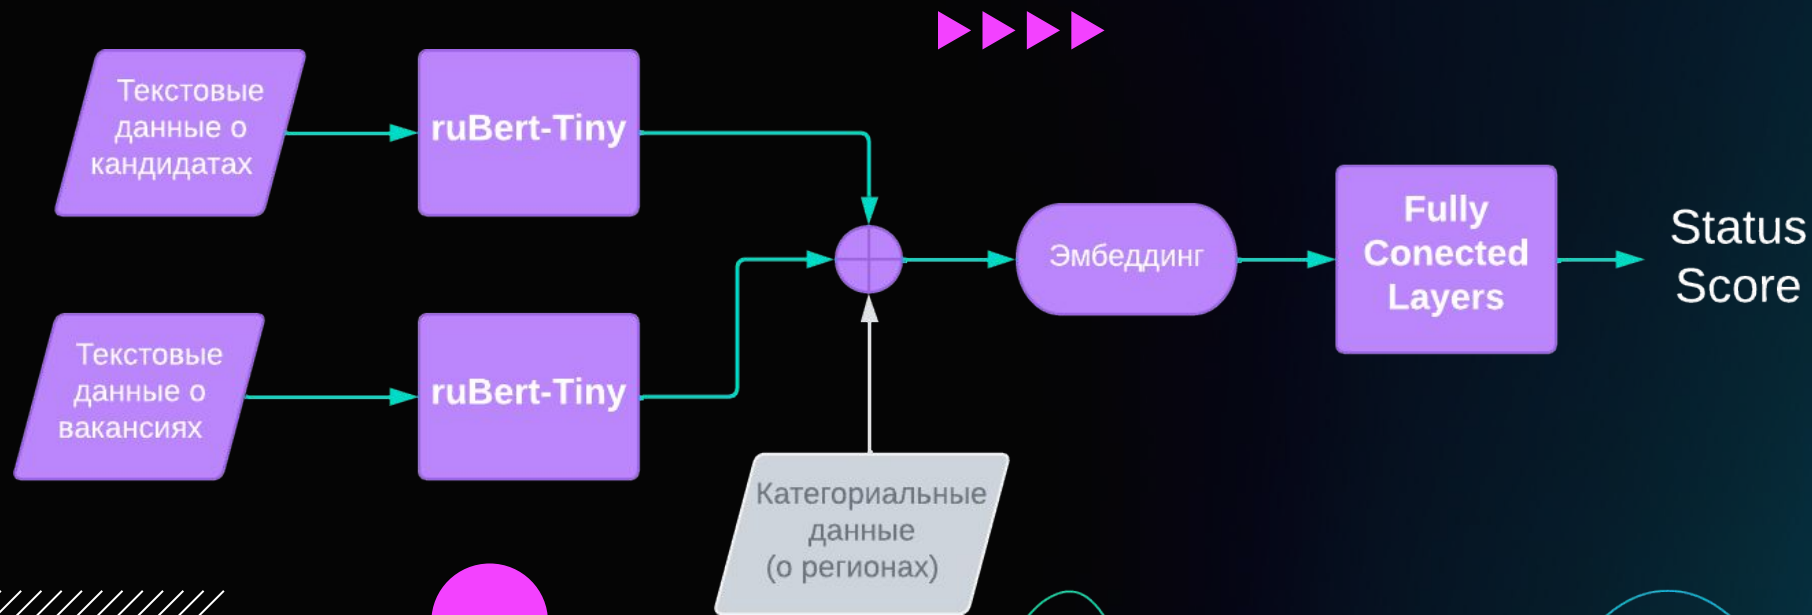 Текстовые
данные о
кандидатах
ruBert-Tiny
Текстовые
данные о
вакансиях
ruBert-Tiny
Категориальные
данные
(о регионах)
Эмбеддинг
Fully
Conected
Layers
Status
Score